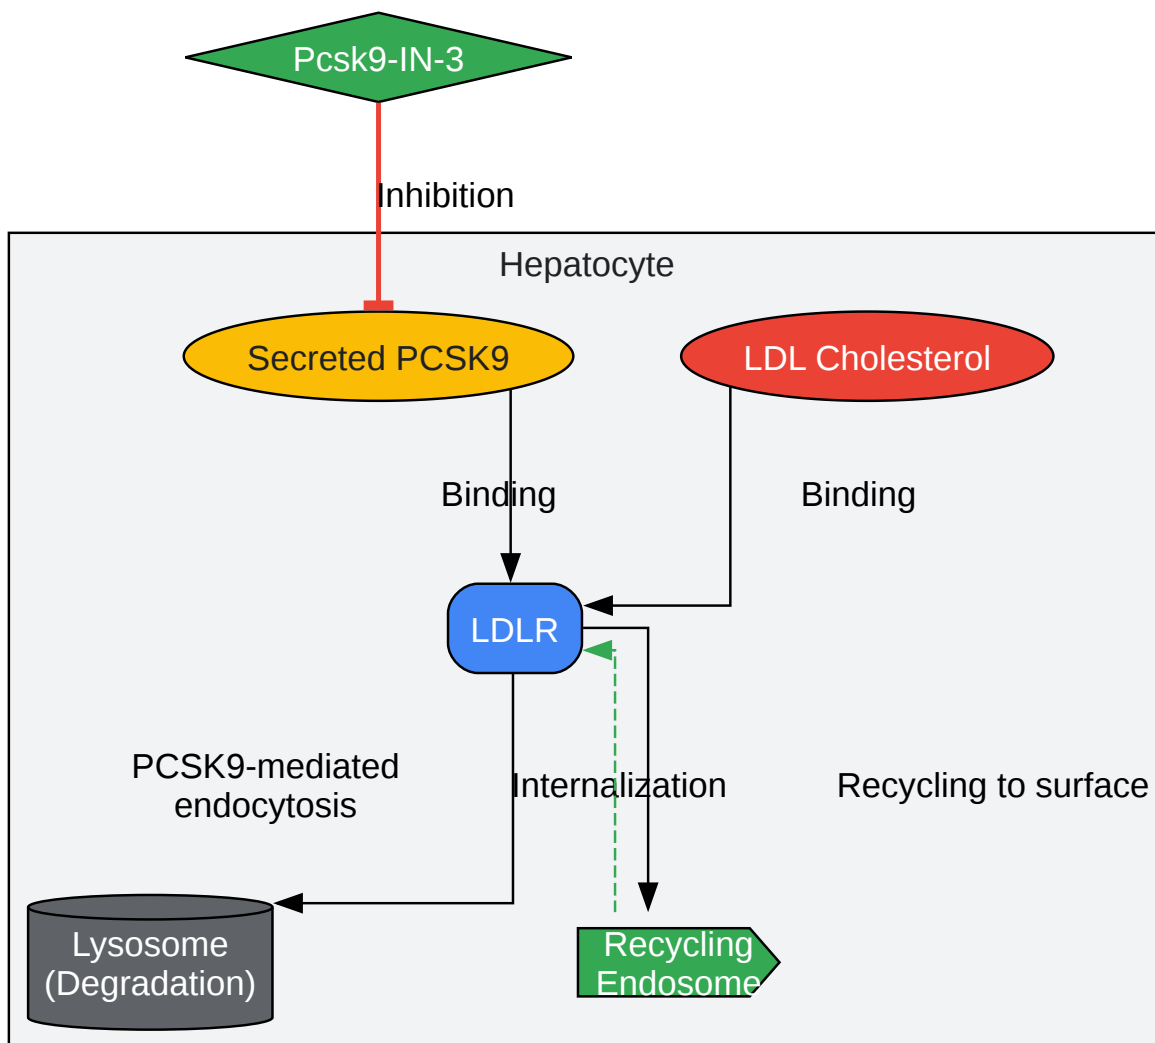 Pcsk9-IN-3
Inhibition
Hepatocyte
Secreted PCSK9
LDL Cholesterol
Binding
Binding
LDLR
PCSK9-mediated
endocytosis
Internalization
Recycling to surface
Lysosome
(Degradation)
Recycling
Endosome